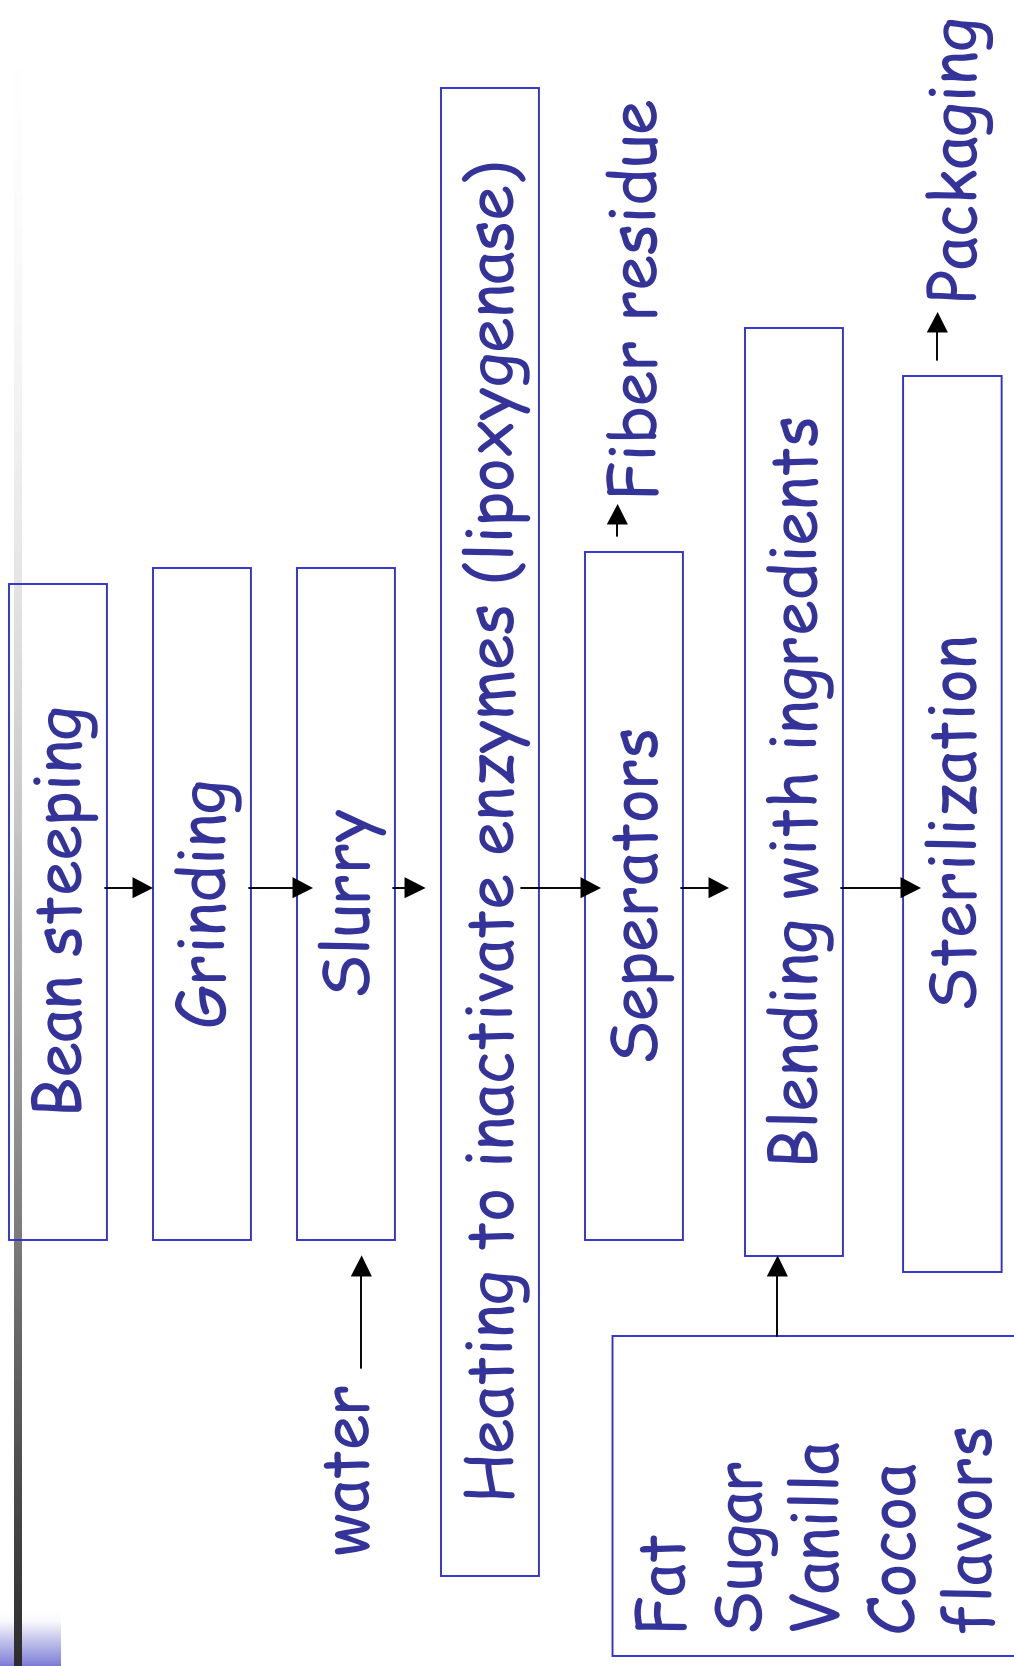 Bean steeping
Grinding
water
Slurry
Heating to inactivate enzymes (lipoxygenase)
Seperators
Fiber residue
Blending with ingredients
Fat
Sugar
Vanilla
Cocoa
flavors
Sterilization
Packaging